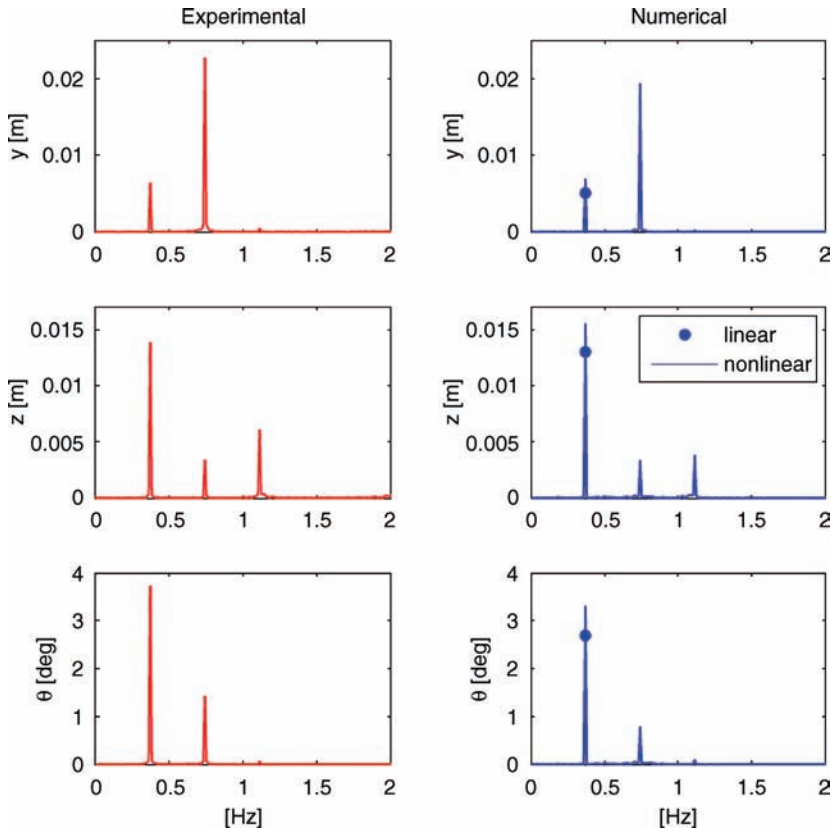 Experimental
Numerical
0.02
0.01
0
y [m]
0 0.5 1 1.5 2
0.02
0.01
0
y [m]
0 0.5 1 1.5 2
0.015
0.01
0.005
0
z [m]
0 0.5 1 1.5 2
0.015
0.01
0.005
0
z [m]
linear
nonlinear
0 0.5 1 1.5 2
4
3
2
1
0
θ [deg]
0 0.5 1 1.5 2
[Hz]
4
3
2
1
0
θ [deg]
0 0.5 1 1.5 2
[Hz]